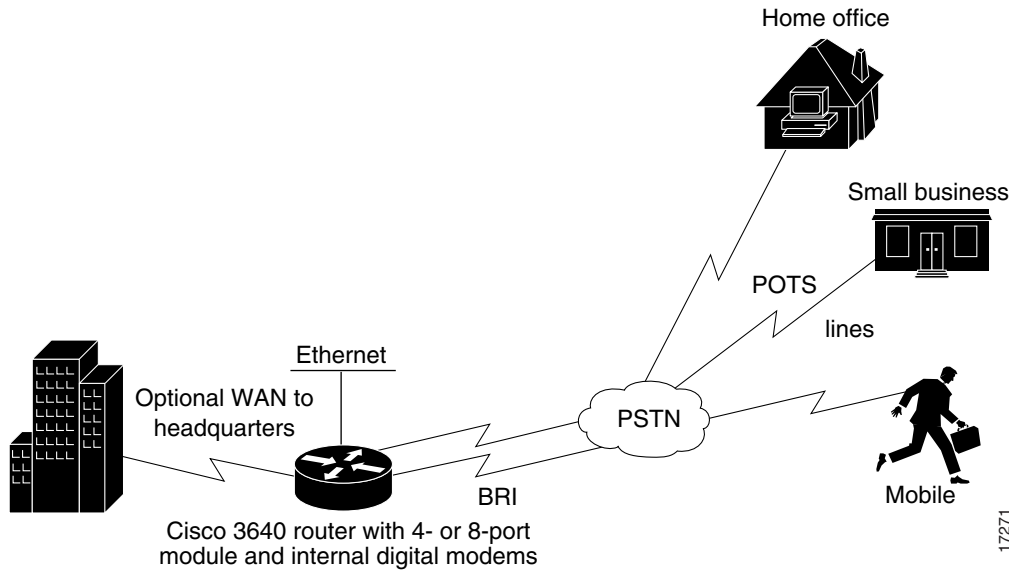 Home office
Small business
POTS
lines
Ethernet
Optional WAN to
headquarters
PSTN
BRI
Mobile
Cisco 3640 router with 4- or 8-port
module and internal digital modems
17271